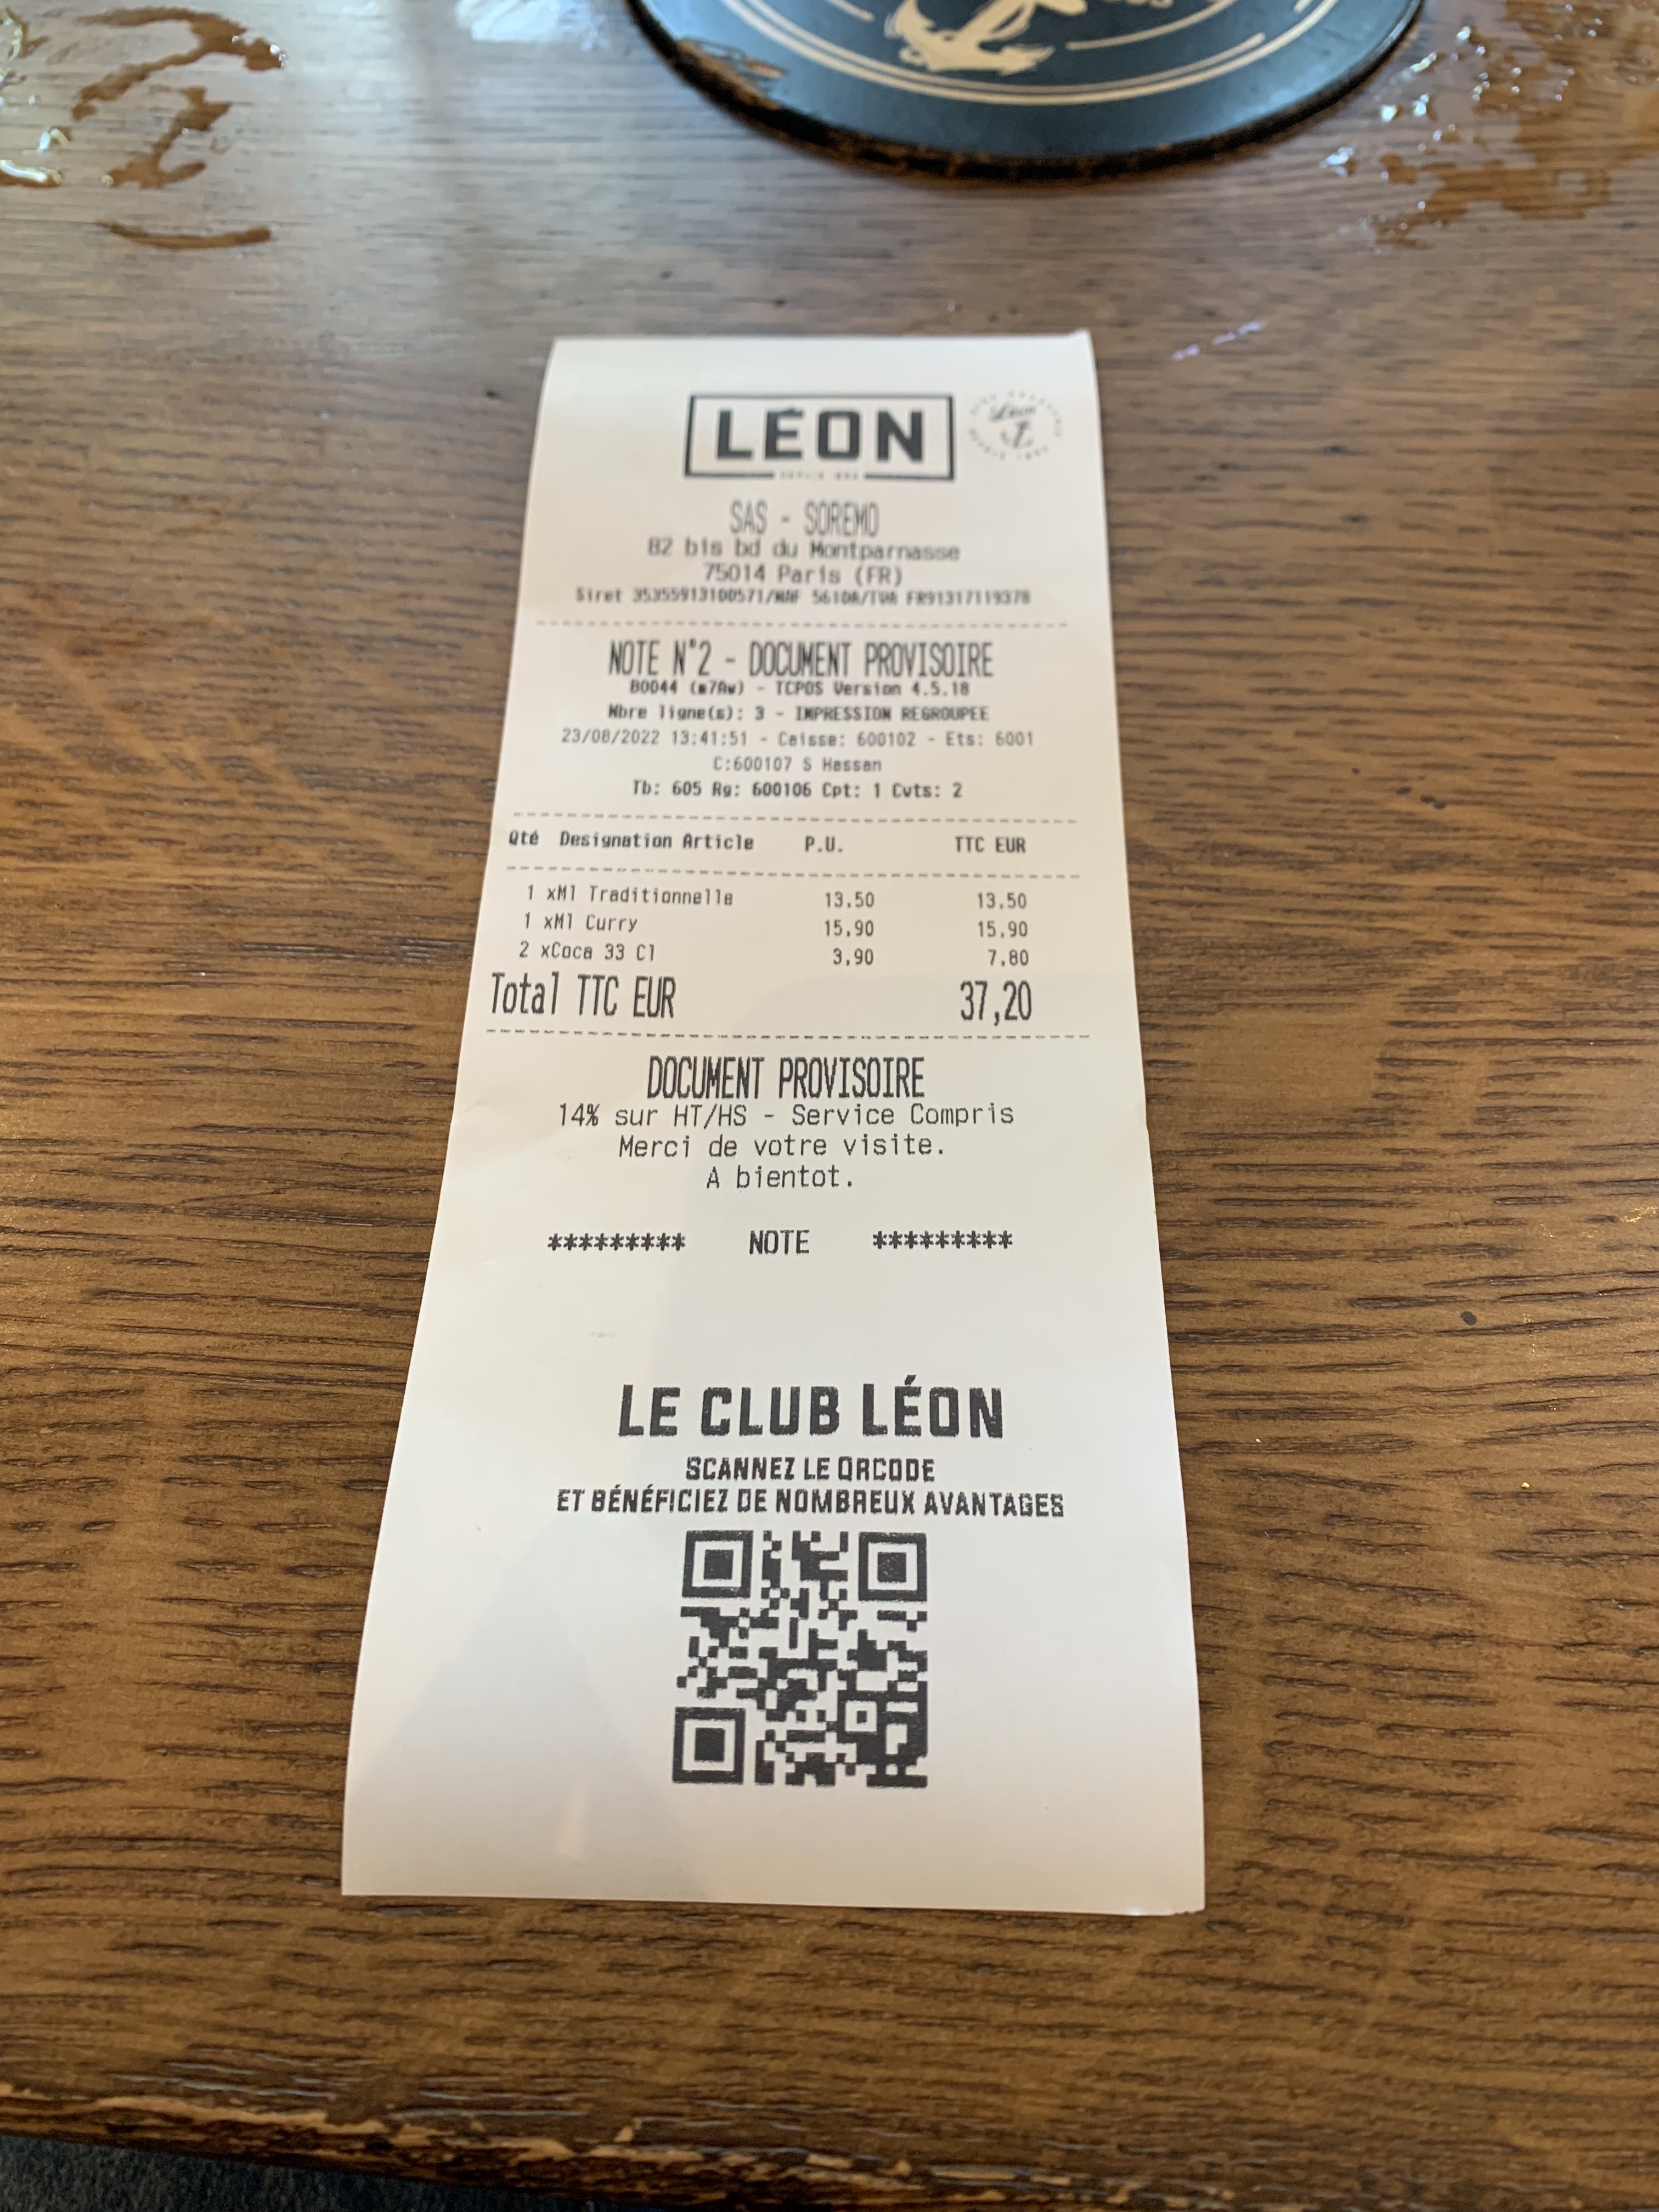 LÉON
SAS - SOREMO
82 bis bd du Montparnasse
75014 Paris (FR)
Siret 35355913100571/NAF 5610A/TVA FR91317119378
NOTE N°2 - DOCUMENT PROVISOIRE
B0044 (m7Aw) - TCPOS Version 4.5.18
Nbre ligne(s): 3 - IMPRESSION REGROUPEE
23/08/2022 13:41:51 - Caisse: 600102 - Ets: 6001
C:600107 S Hassan
Tb: 605 Rg: 600106 Cpt: 1 Cvts: 2
Qté Designation Article P.U. TTC EUR
1 xMl Traditionnelle 13,50 13,50
1 xMl Curry 15,90 15,90
2 xCoca 33 Cl 3,90 7,80
Total TTC EUR 37,20
DOCUMENT PROVISOIRE
14% sur HT/HS - Service Compris
Merci de votre visite.
A bientot.
********* NOTE *********
LE CLUB LÉON
SCANNEZ LE QRCODE
ET BÉNÉFICIEZ DE NOMBREUX AVANTAGES